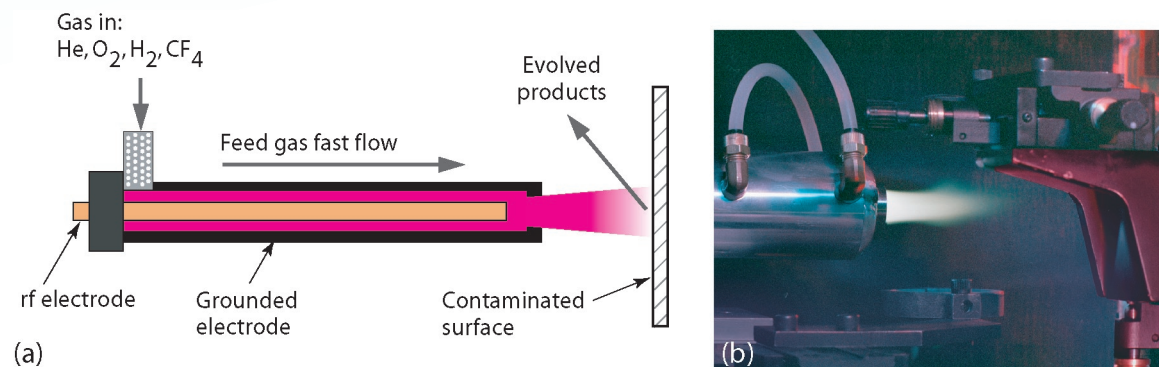 Gas in:
He, O2, H2, CF4
Feed gas fast flow
Evolved
products
rf electrode
Grounded
electrode
Contaminated
surface
(a)
(b)